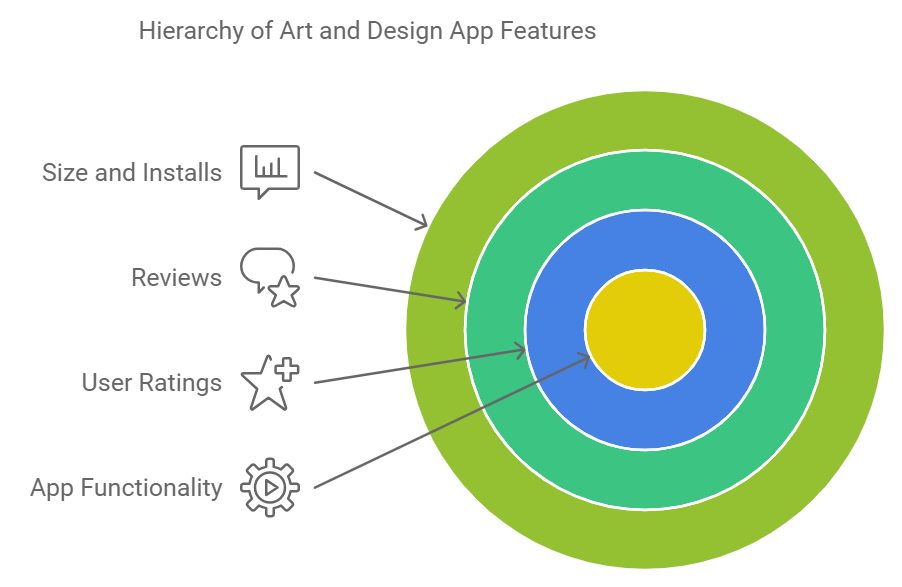 Hierarchy of Art and Design App Features
Size and Installs
Reviews
User Ratings
App Functionality